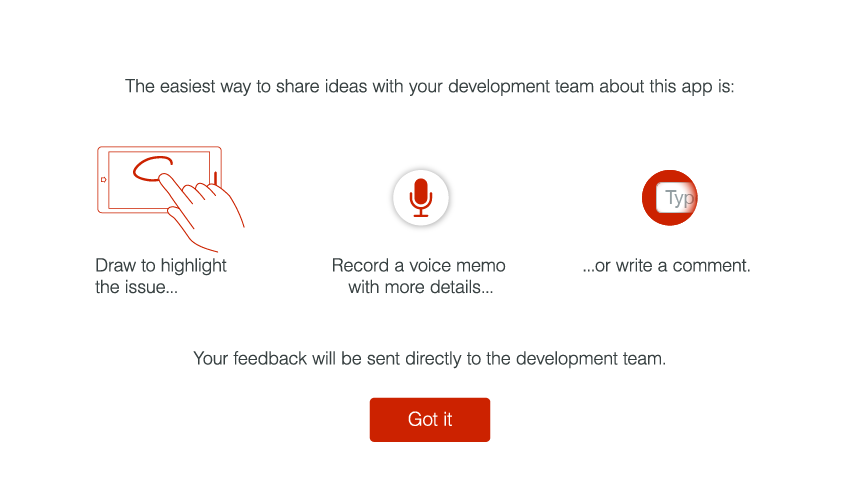 The easiest way to share ideas with your development team about this app is:
Typ
Draw to highlight
the issue...
Record a voice memo
with more details...
...or write a comment.
Your feedback will be sent directly to the development team.
Got it